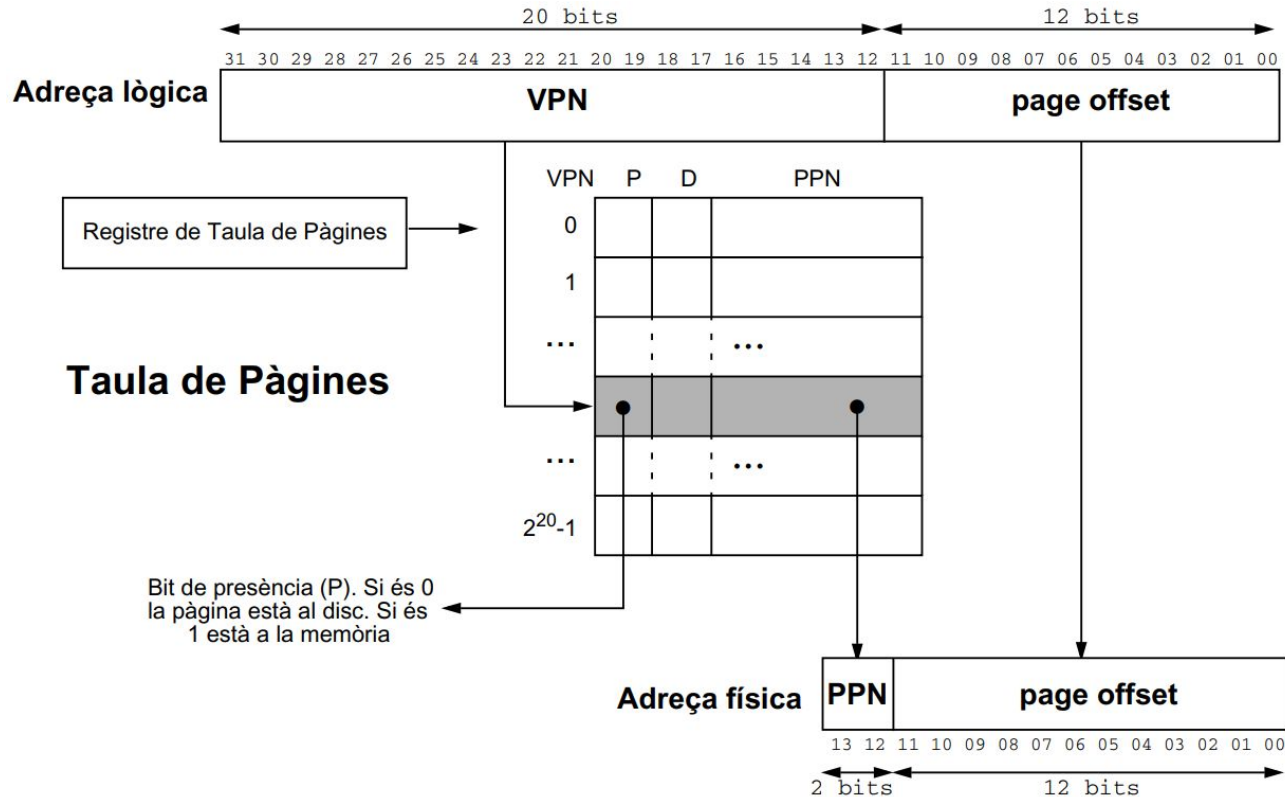 20 bits 12 bits
31 30 29 28 27 26 25 24 23 22 21 20 19 18 17 16 15 14 13 12 11 10 09 08 07 06 05 04 03 02 01 00
Adreça lògica VPN page offset
VPN P D PPN
Registre de Taula de Pàgines
0
1
... ...
Taula de Pàgines
... ...
2²⁰-1
Bit de presència (P). Si és 0
la pàgina està al disc. Si és
1 està a la memòria
Adreça física PPN page offset
13 12 11 10 09 08 07 06 05 04 03 02 01 00
2 bits 12 bits